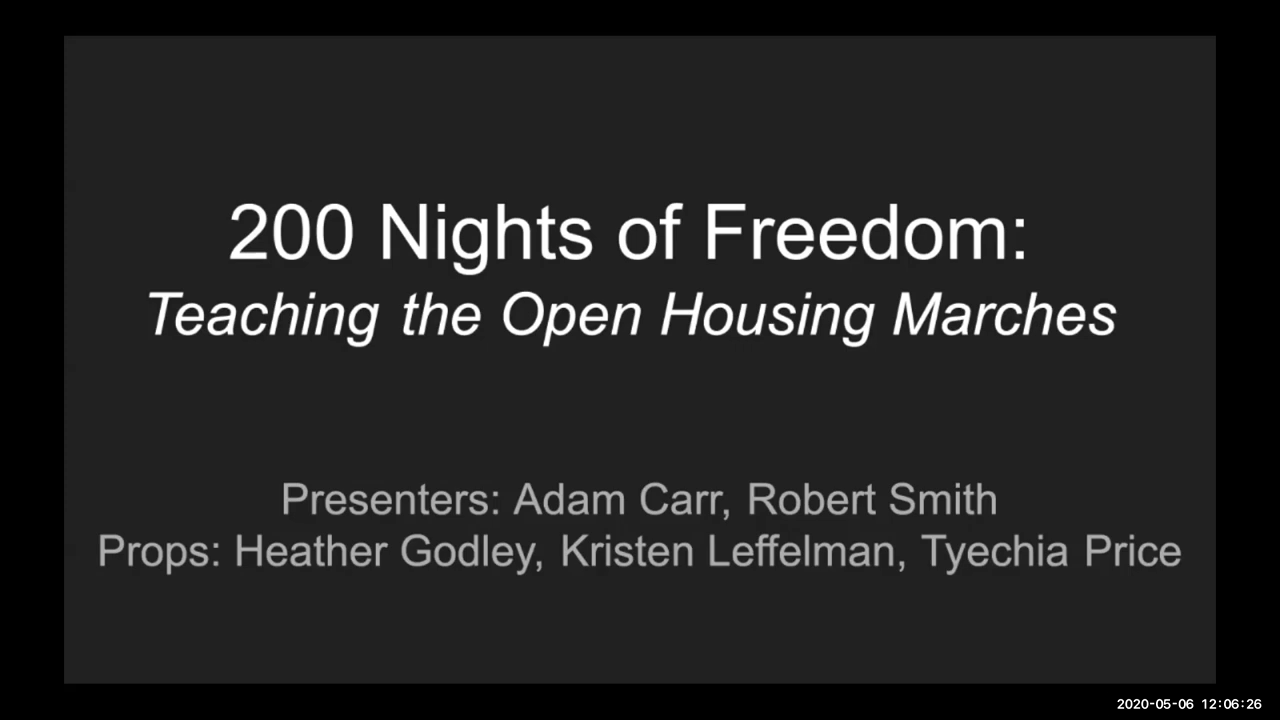 200 Nights of Freedom:
Teaching the Open Housing Marches
Presenters: Adam Carr, Robert Smith
Props: Heather Godley, Kristen Leffelman, Tyechia Price
2020-05-06 12:06:26